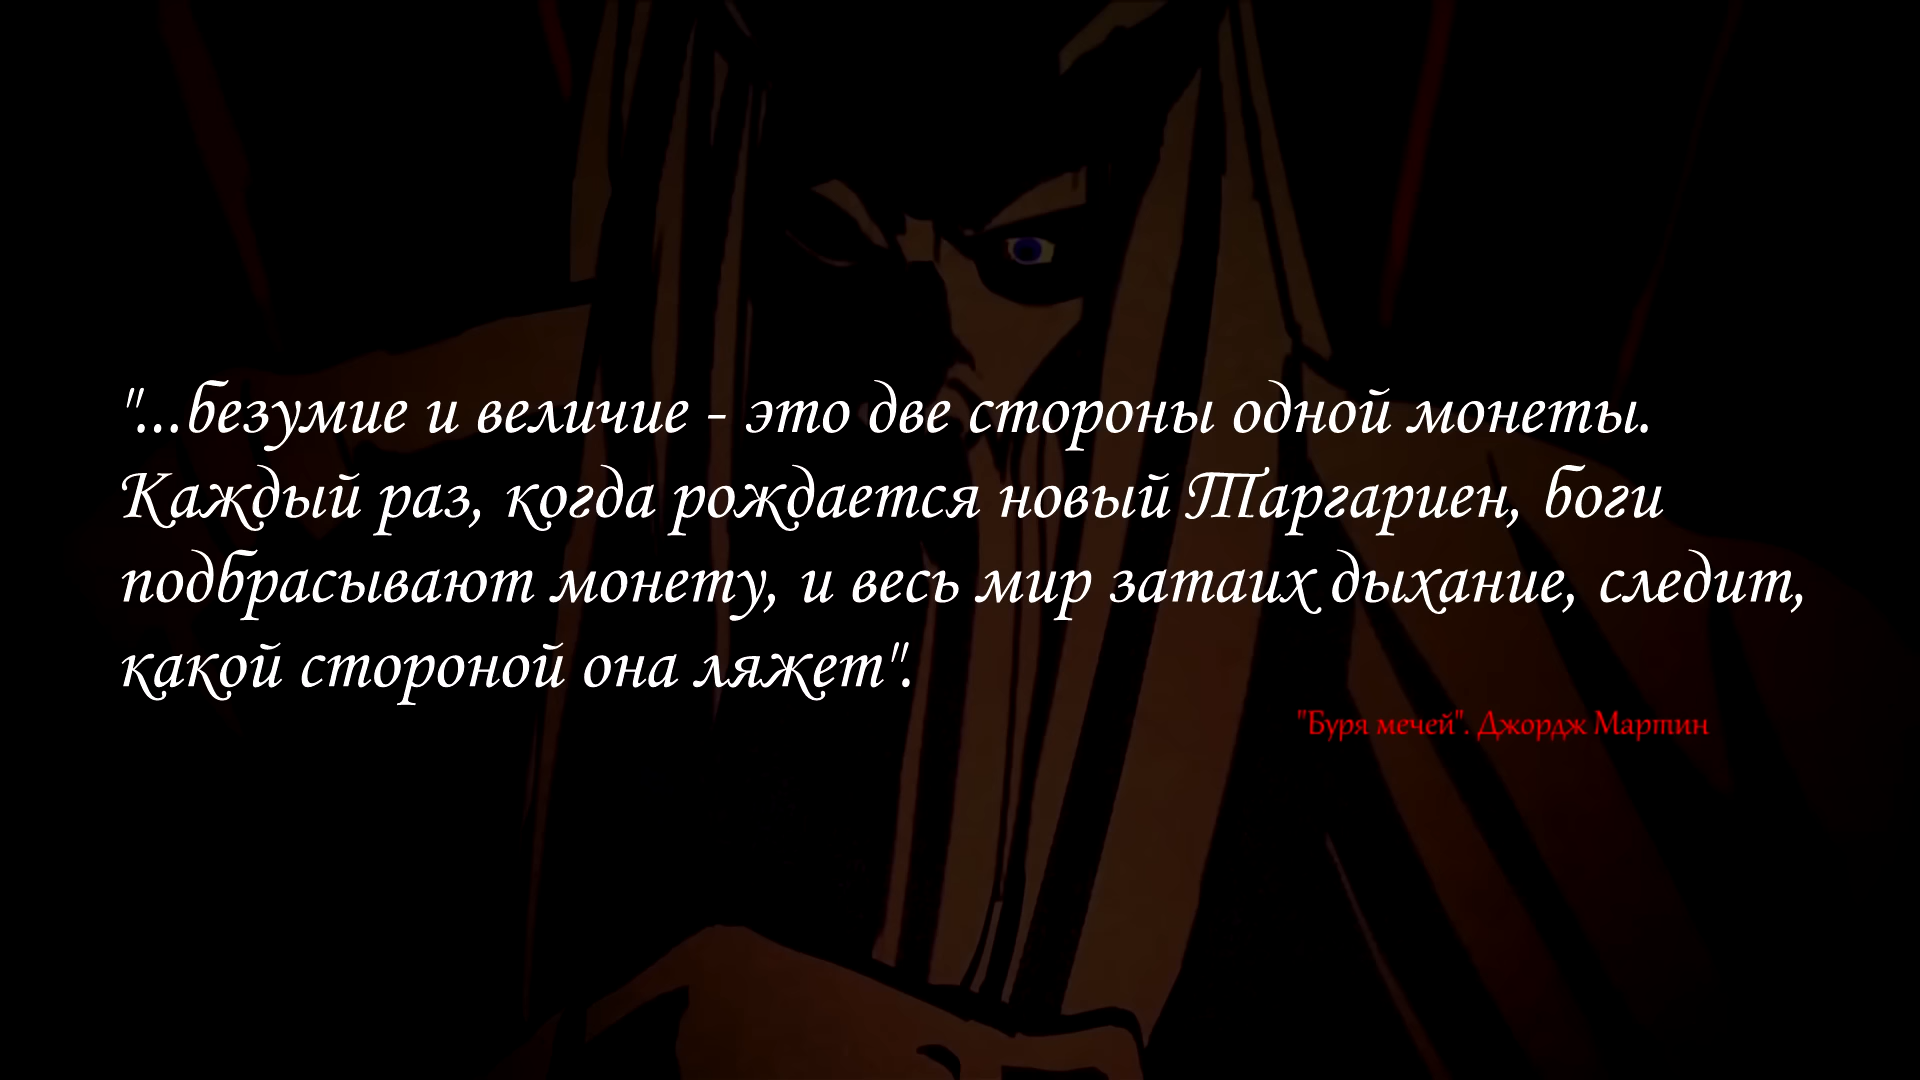 "...безумие и величие - это две стороны одной монеты.
Каждый раз, когда рождается новый Таргариен, боги
подбрасывают монету, и весь мир затаих дыхание, следит,
какой стороной она ляжет".
"Буря мечей". Джордж Мартин